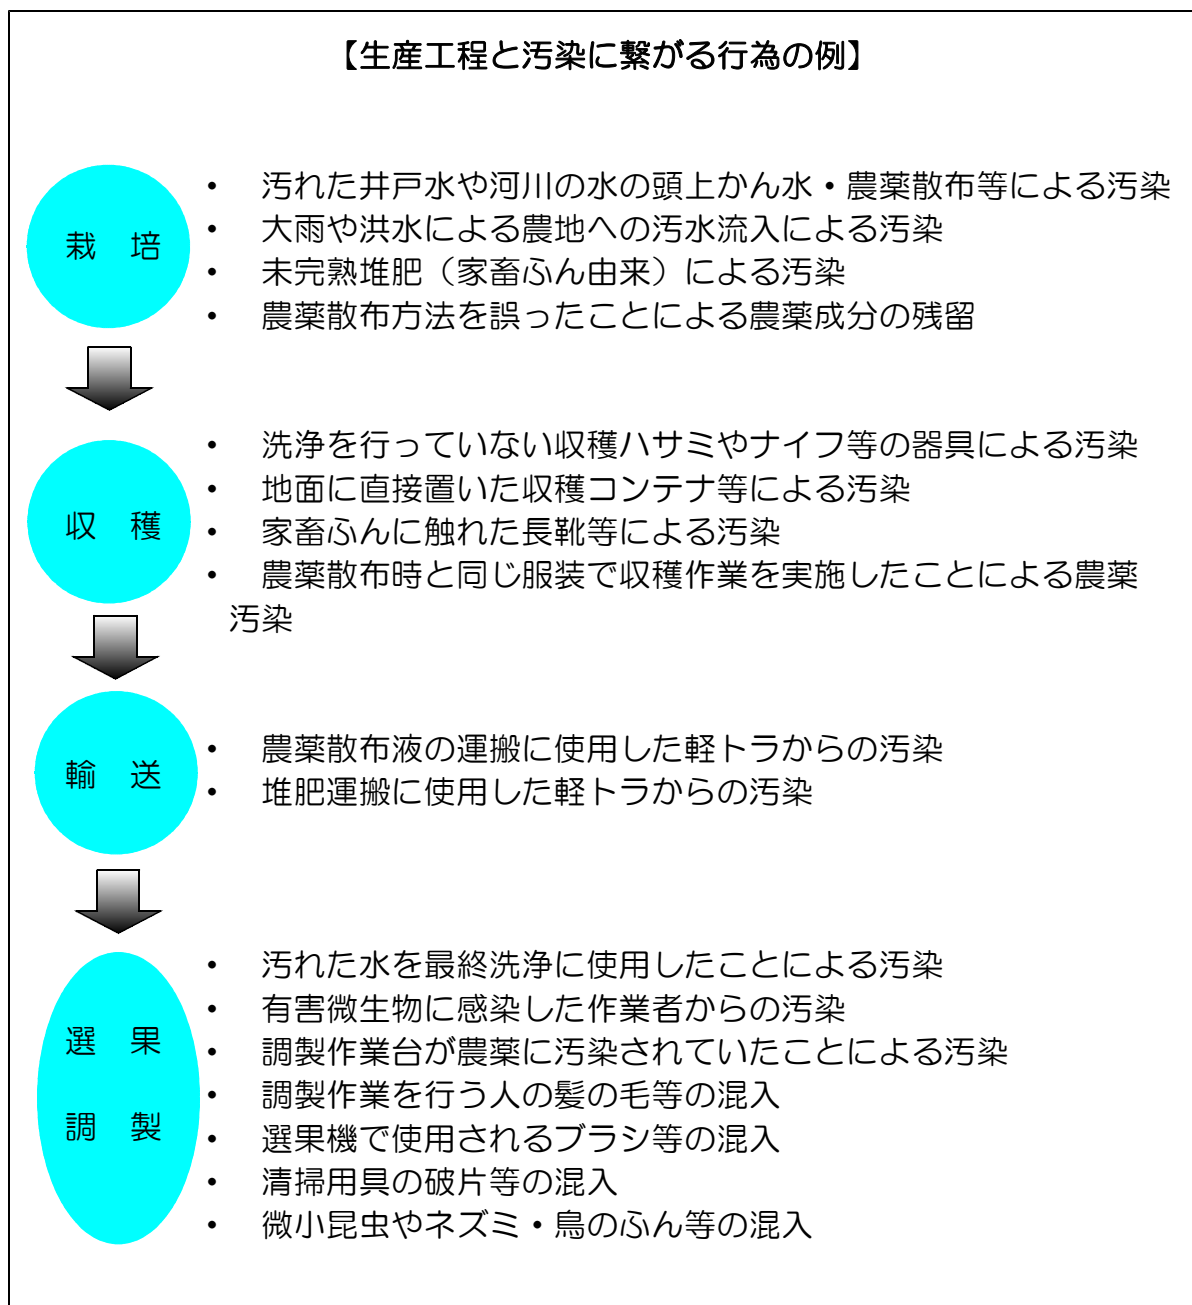 【生産工程と汚染に繋がる行為の例】
栽 培
・ 汚れた井戸水や河川の水の頭上かん水・農薬散布等による汚染
・ 大雨や洪水による農地への汚水流入による汚染
・ 未完熟堆肥（家畜ふん由来）による汚染
・ 農薬散布方法を誤ったことによる農薬成分の残留
収 穫
・ 洗浄を行っていない収穫ハサミやナイフ等の器具による汚染
・ 地面に直接置いた収穫コンテナ等による汚染
・ 家畜ふんに触れた長靴等による汚染
・ 農薬散布時と同じ服装で収穫作業を実施したことによる農薬
汚染
輸 送
・ 農薬散布液の運搬に使用した軽トラからの汚染
・ 堆肥運搬に使用した軽トラからの汚染
選 果
調 製
・ 汚れた水を最終洗浄に使用したことによる汚染
・ 有害微生物に感染した作業者からの汚染
・ 調製作業台が農薬に汚染されていたことによる汚染
・ 調製作業を行う人の髪の毛等の混入
・ 選果機で使用されるブラシ等の混入
・ 清掃用具の破片等の混入
・ 微小昆虫やネズミ・鳥のふん等の混入